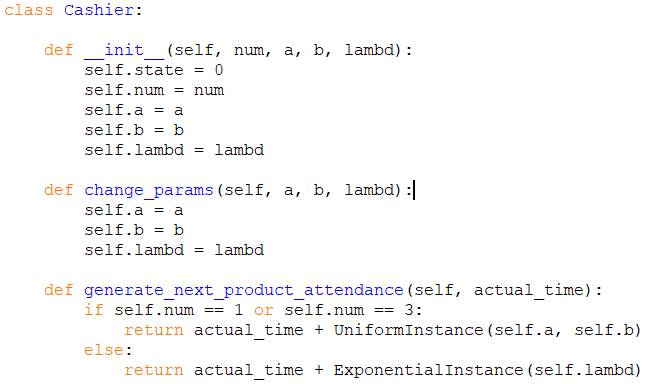 class Cashier:
    def __init__(self, num, a, b, lambd):
        self.state = 0
        self.num = num
        self.a = a
        self.b = b
        self.lambd = lambd
    def change_params(self, a, b, lambd):
        self.a = a
        self.b = b
        self.lambd = lambd
    def generate_next_product_attendance(self, actual_time):
        if self.num == 1 or self.num == 3:
            return actual_time + UniformInstance(self.a, self.b)
        else:
            return actual_time + ExponentialInstance(self.lambd)